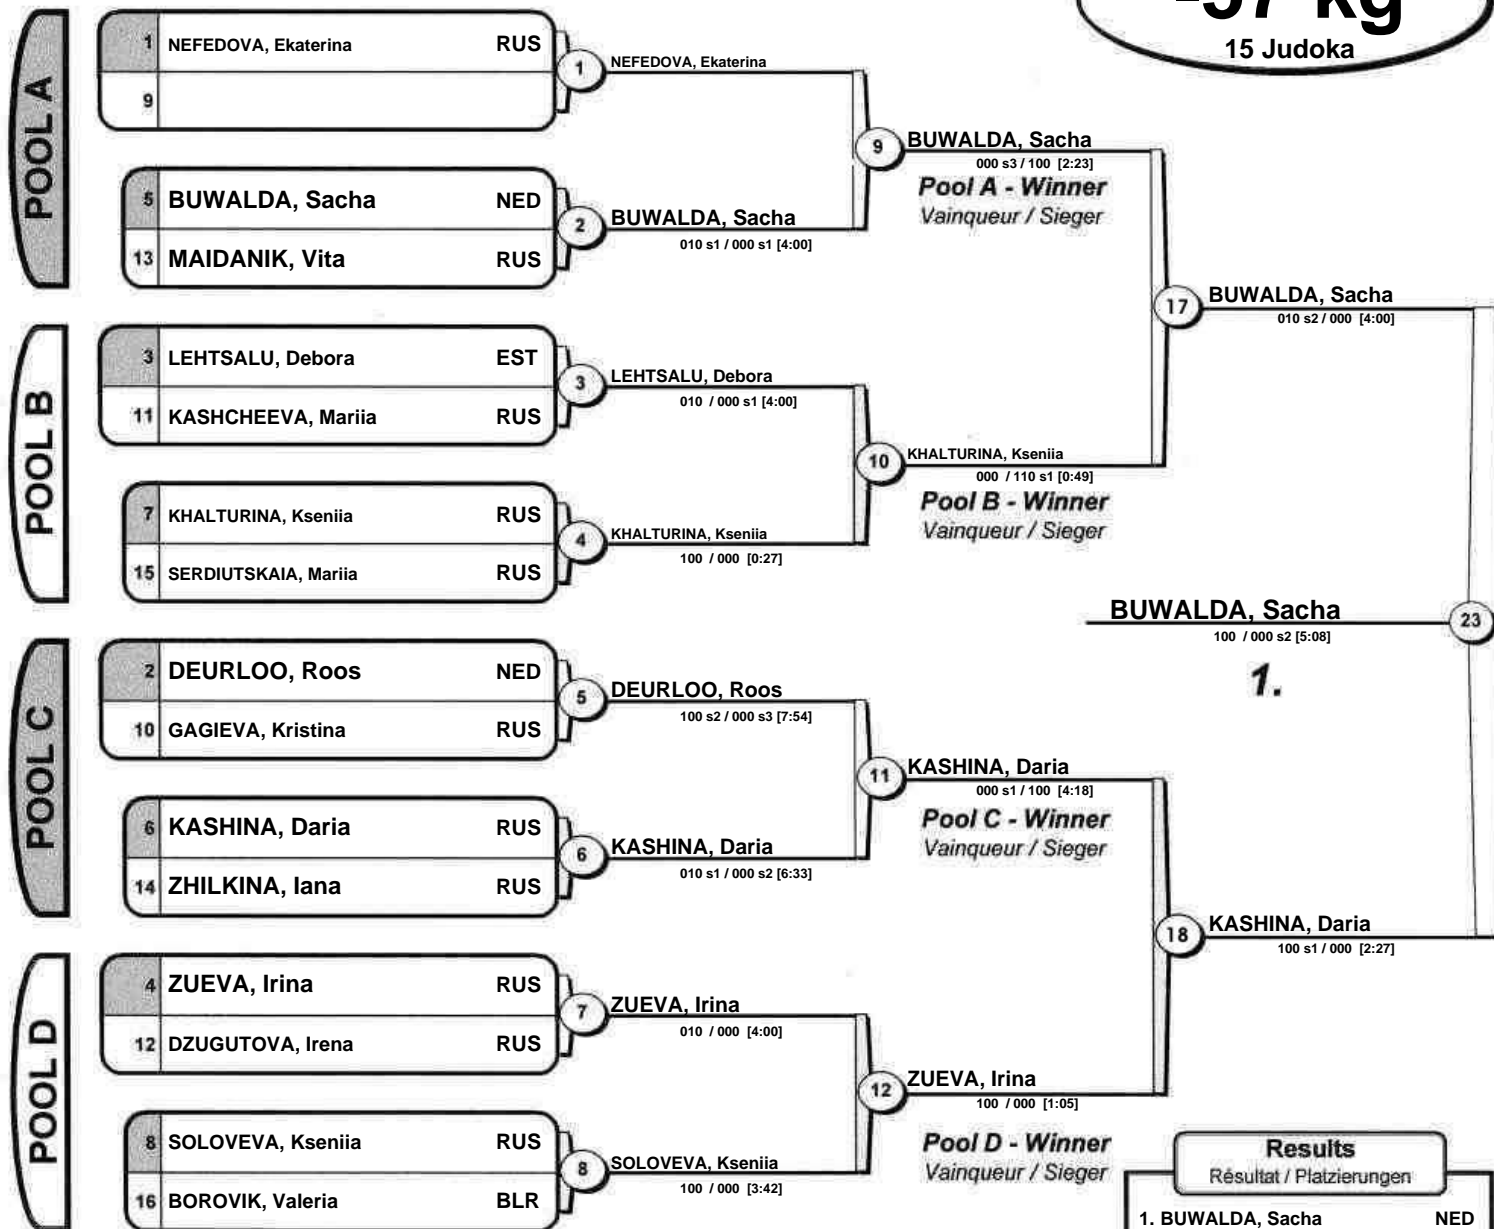 -57 kg
15 Judoka
POOL A
1 NEFEDOVA, Ekaterina RUS
9
1
NEFEDOVA, Ekaterina
5 BUWALDA, Sacha NED
13 MAIDANIK, Vita RUS
2
BUWALDA, Sacha
010 s1 / 000 s1 [4:00]
9
BUWALDA, Sacha
000 s3 / 100 [2:23]
Pool A - Winner
Vainqueur / Sieger
POOL B
3 LEHTSALU, Debora EST
11 KASHCHEEVA, Mariia RUS
3
LEHTSALU, Debora
010 / 000 s1 [4:00]
7 KHALTURINA, Kseniia RUS
15 SERDIUTSKAIA, Mariia RUS
4
KHALTURINA, Kseniia
100 / 000 [0:27]
10
KHALTURINA, Kseniia
000 / 110 s1 [0:49]
Pool B - Winner
Vainqueur / Sieger
17
BUWALDA, Sacha
010 s2 / 000 [4:00]
BUWALDA, Sacha
100 / 000 s2 [5:08]
23
1.
POOL C
2 DEURLOO, Roos NED
10 GAGIEVA, Kristina RUS
5
DEURLOO, Roos
100 s2 / 000 s3 [7:54]
6 KASHINA, Daria RUS
14 ZHILKINA, Iana RUS
6
KASHINA, Daria
010 s1 / 000 s2 [6:33]
11
KASHINA, Daria
000 s1 / 100 [4:18]
Pool C - Winner
Vainqueur / Sieger
18
KASHINA, Daria
100 s1 / 000 [2:27]
POOL D
4 ZUEVA, Irina RUS
12 DZUGUTOVA, Irena RUS
7
ZUEVA, Irina
010 / 000 [4:00]
8 SOLOVEVA, Kseniia RUS
16 BOROVIK, Valeria BLR
8
SOLOVEVA, Kseniia
100 / 000 [3:42]
12
ZUEVA, Irina
100 / 000 [1:05]
Pool D - Winner
Vainqueur / Sieger
Results
Résultat / Platzierungen
1. BUWALDA, Sacha NED